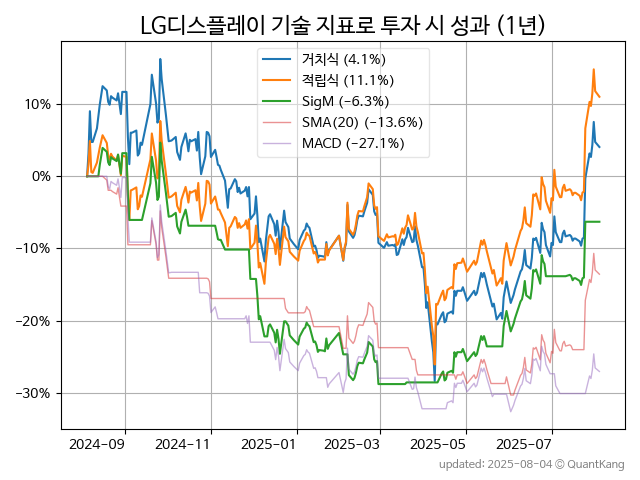 LG디스플레이 기술 지표로 투자 시 성과 (1년)
거치식 (4.1%)
적립식 (11.1%)
SigM (−6.3%)
SMA(20) (−13.6%)
MACD (−27.1%)
10%
0%
−10%
−20%
−30%
2024-09 2024-11 2025-01 2025-03 2025-05 2025-07
updated: 2025-08-04 © QuantKang